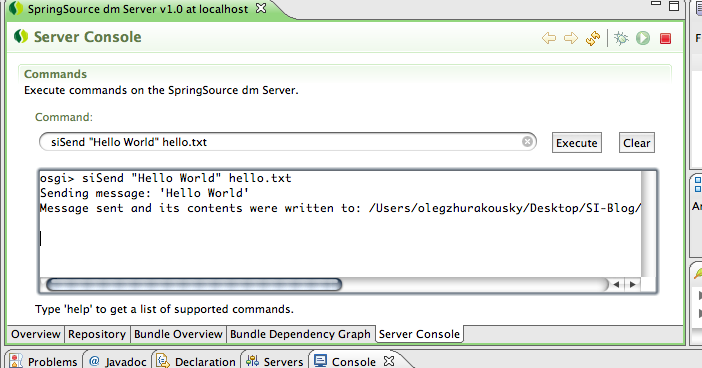 SpringSource dm Server v1.0 at localhost
Server Console
Commands
Execute commands on the SpringSource dm Server.
Command:
siSend "Hello World" hello.txt
Execute
Clear
osgi> siSend "Hello World" hello.txt
Sending message: 'Hello World'
Message sent and its contents were written to: /Users/olegzhurakousky/Desktop/SI-Blog/
Type 'help' to get a list of supported commands.
Overview Repository Bundle Overview Bundle Dependency Graph Server Console
Problems @ Javadoc Declaration Servers Console